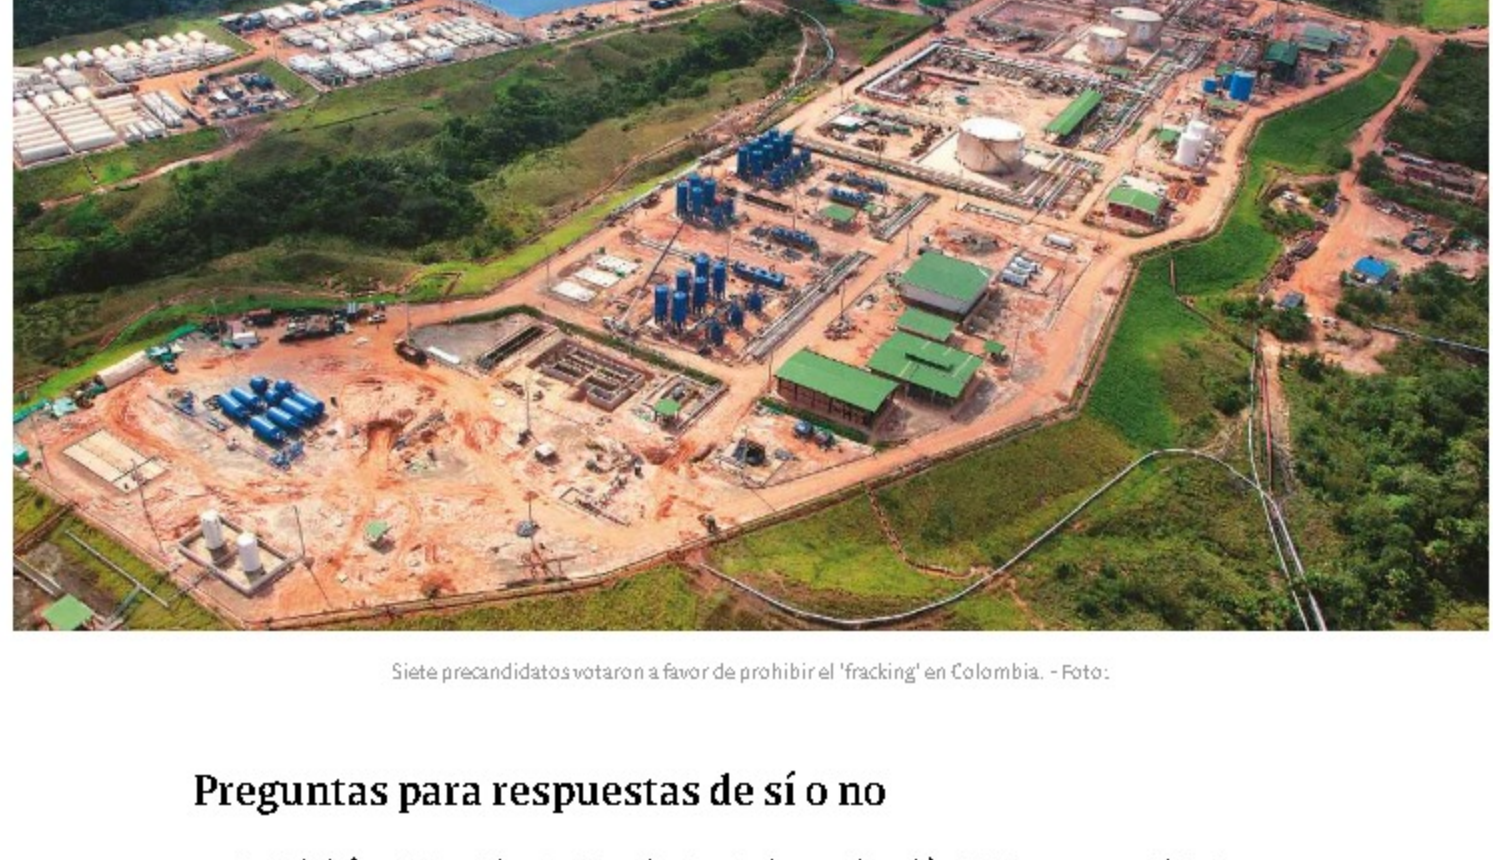 Siete precandidatos votaron a favor de prohibir el 'fracking' en Colombia. - Foto:
Preguntas para respuestas de sí o no